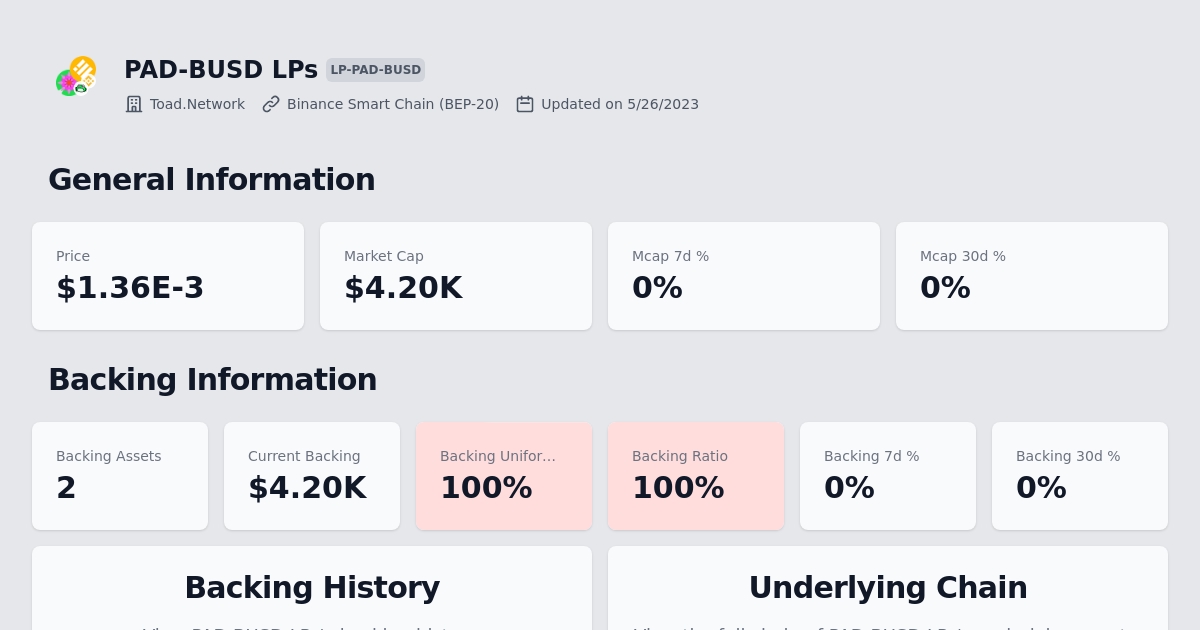 PAD-BUSD LPs LP-PAD-BUSD
Toad.Network Binance Smart Chain (BEP-20) Updated on 5/26/2023
General Information
Price Market Cap Mcap 7d % Mcap 30d %
$1.36E-3 $4.20K 0% 0%
Backing Information
Backing Assets Current Backing Backing Unifor... Backing Ratio Backing 7d % Backing 30d %
2 $4.20K 100% 100% 0% 0%
Backing History Underlying Chain